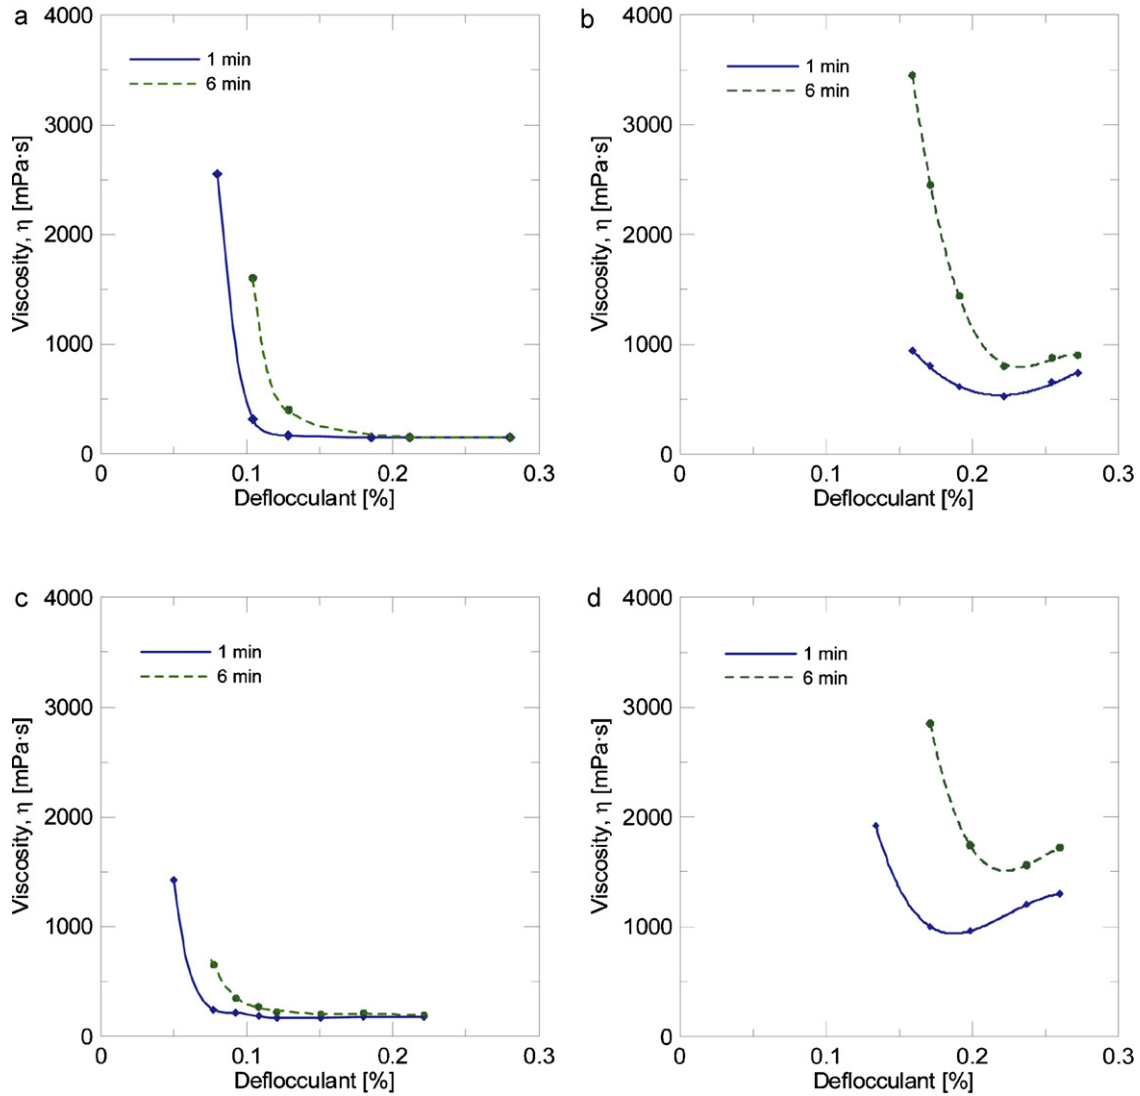 a
4000
3000
2000
1000
0
Viscosity, η [mPa·s]
1 min
6 min
0
0.1
0.2
0.3
Deflocculant [%]
b
4000
3000
2000
1000
0
Viscosity, η [mPa·s]
1 min
6 min
0
0.1
0.2
0.3
Deflocculant [%]
c
4000
3000
2000
1000
0
Viscosity, η [mPa·s]
1 min
6 min
0
0.1
0.2
0.3
Deflocculant [%]
d
4000
3000
2000
1000
0
Viscosity, η [mPa·s]
1 min
6 min
0
0.1
0.2
0.3
Deflocculant [%]